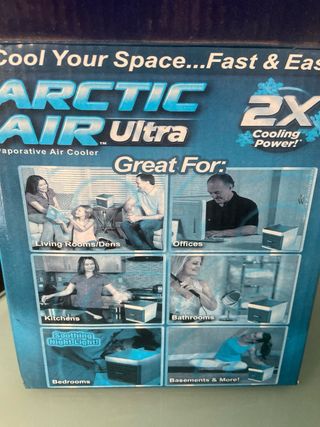 Cool Your Space...Fast & Eas
ARCTIC
AIR™ Ultra
vaporative Air Cooler
2X
Cooling
Power!*
Great For:
Living Rooms/Dens
Offices
Kitchens
Bathrooms
Soothing
Night Light!
Bedrooms
Basements & More!